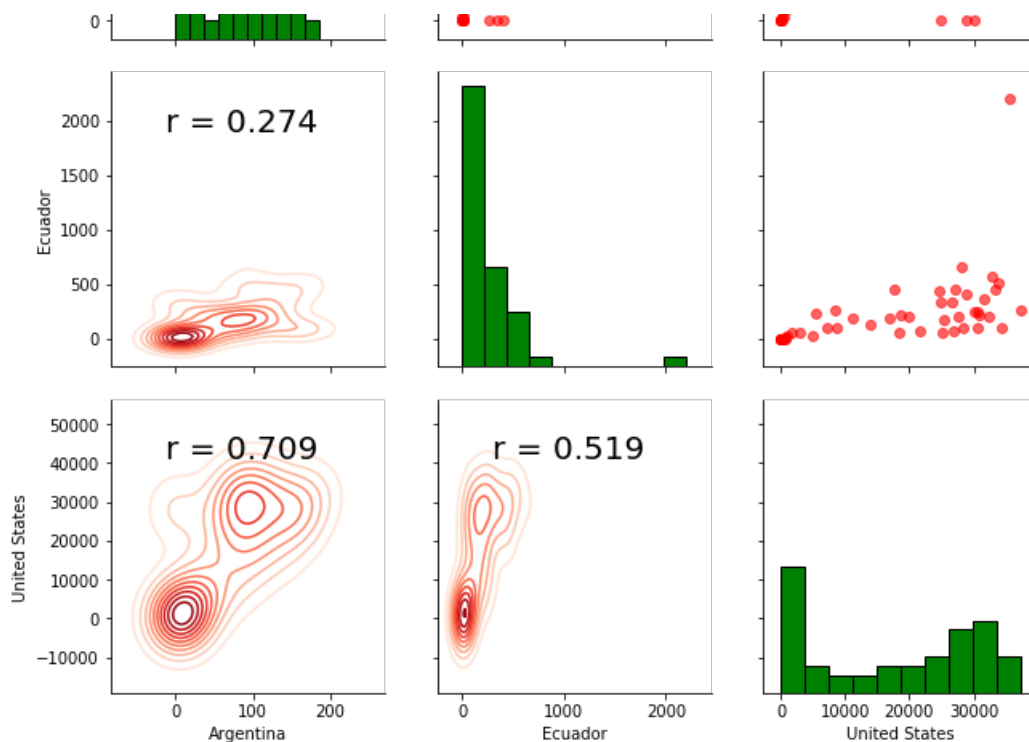 0
r = 0.274
2000
1500
1000
500
0
Ecuador
r = 0.709
r = 0.519
50000
40000
30000
20000
10000
0
−10000
United States
0 100 200
0 1000 2000
0 10000 20000 30000
Argentina
Ecuador
United States